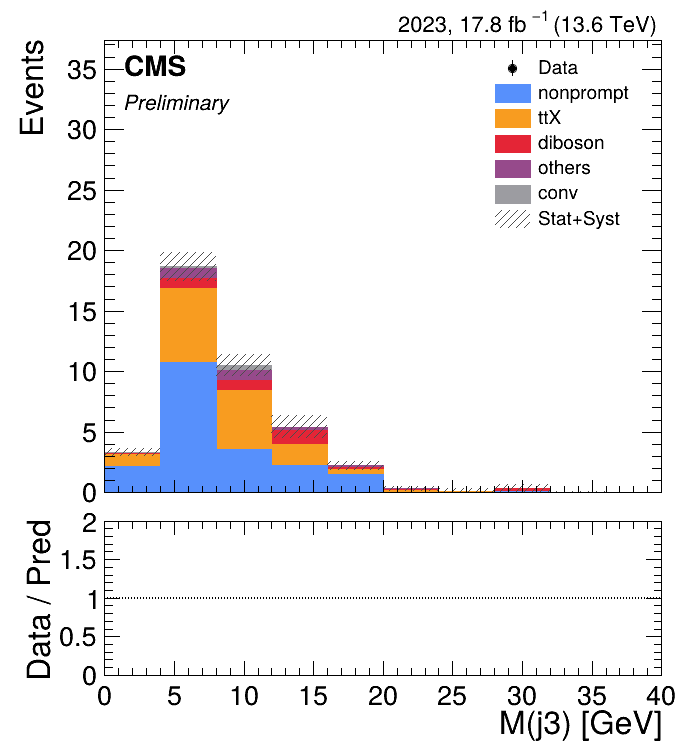 2023, 17.8 fb⁻¹ (13.6 TeV)
CMS
Preliminary
Events
35
30
25
20
15
10
5
0
Data
nonprompt
ttX
diboson
others
conv
Stat+Syst
Data / Pred
2
1.5
1
0.5
0
0 5 10 15 20 25 30 35 40
M(j3) [GeV]